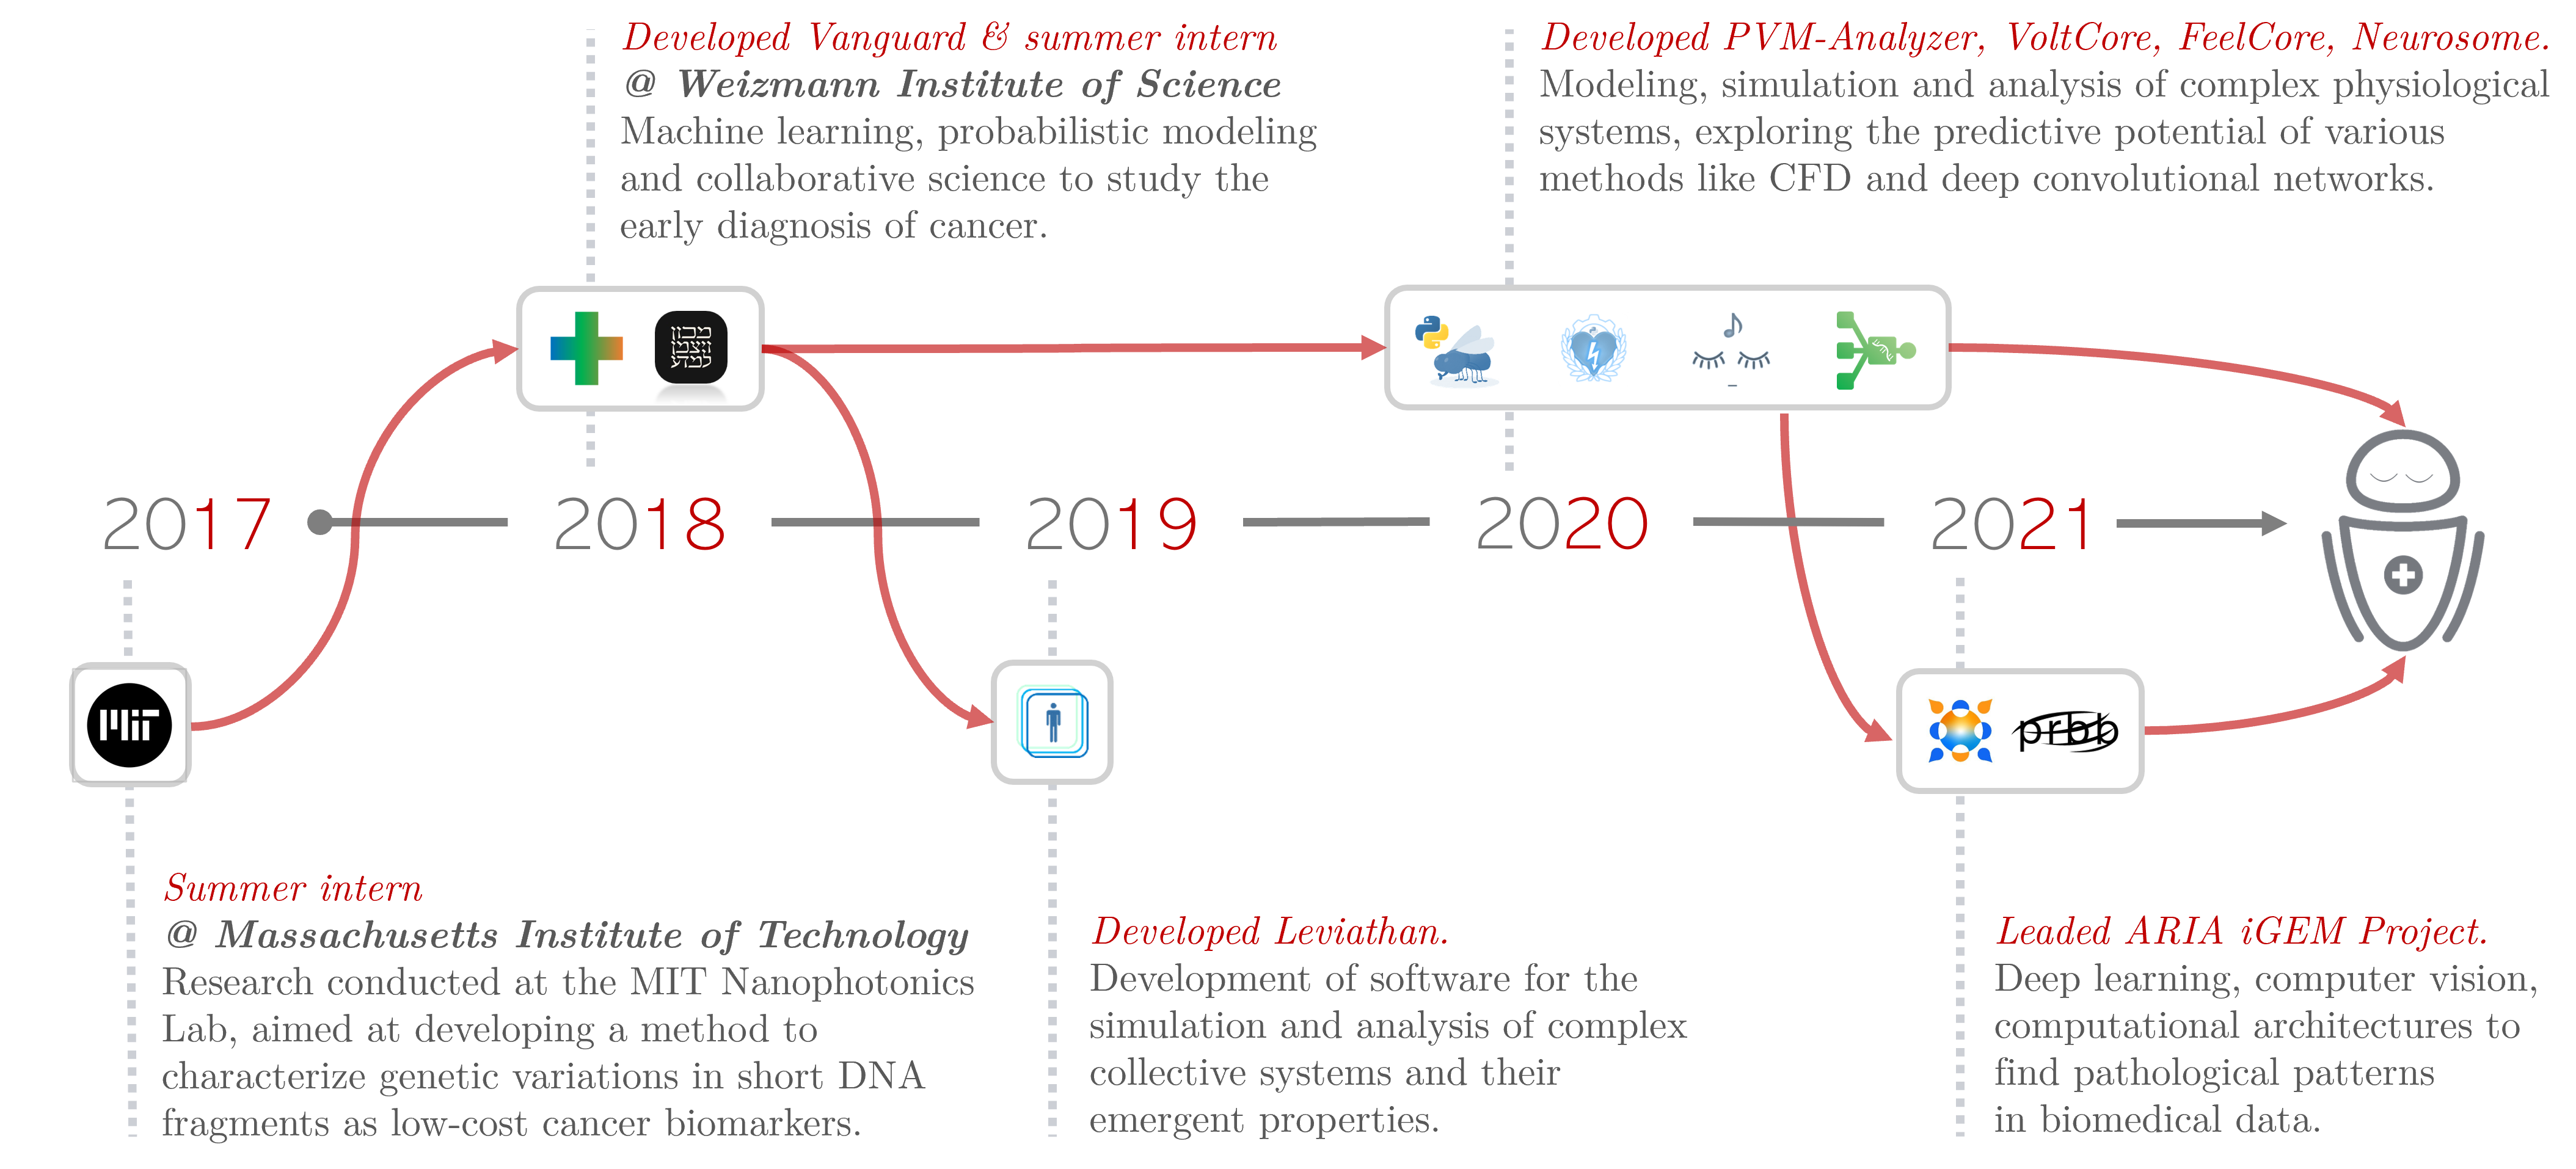 Developed Vanguard & summer intern
@ Weizmann Institute of Science
Machine learning, probabilistic modeling
and collaborative science to study the
early diagnosis of cancer.
Developed PVM-Analyzer, VoltCore, FeelCore, Neurosome.
Modeling, simulation and analysis of complex physiological
systems, exploring the predictive potential of various
methods like CFD and deep convolutional networks.
מכון
ויצמן
למדע
2017
2018
2019
2020
2021
MIT
prbb
Summer intern
@ Massachusetts Institute of Technology
Research conducted at the MIT Nanophotonics
Lab, aimed at developing a method to
characterize genetic variations in short DNA
fragments as low-cost cancer biomarkers.
Developed Leviathan.
Development of software for the
simulation and analysis of complex
collective systems and their
emergent properties.
Leaded ARIA iGEM Project.
Deep learning, computer vision,
computational architectures to
find pathological patterns
in biomedical data.